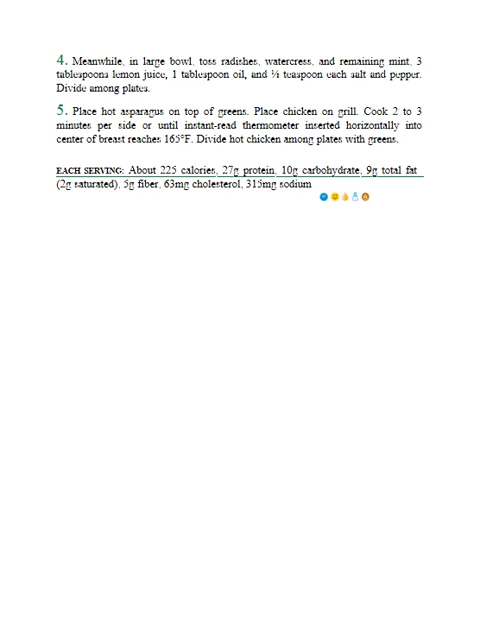 4. Meanwhile, in large bowl, toss radishes, watercress, and remaining mint, 3
tablespoons lemon juice, 1 tablespoon oil, and ⅛ teaspoon each salt and pepper.
Divide among plates.
5. Place hot asparagus on top of greens. Place chicken on grill. Cook 2 to 3
minutes per side or until instant-read thermometer inserted horizontally into
center of breast reaches 165°F. Divide hot chicken among plates with greens.
EACH SERVING: About 225 calories, 27g protein, 10g carbohydrate, 9g total fat
(2g saturated), 5g fiber, 63mg cholesterol, 315mg sodium